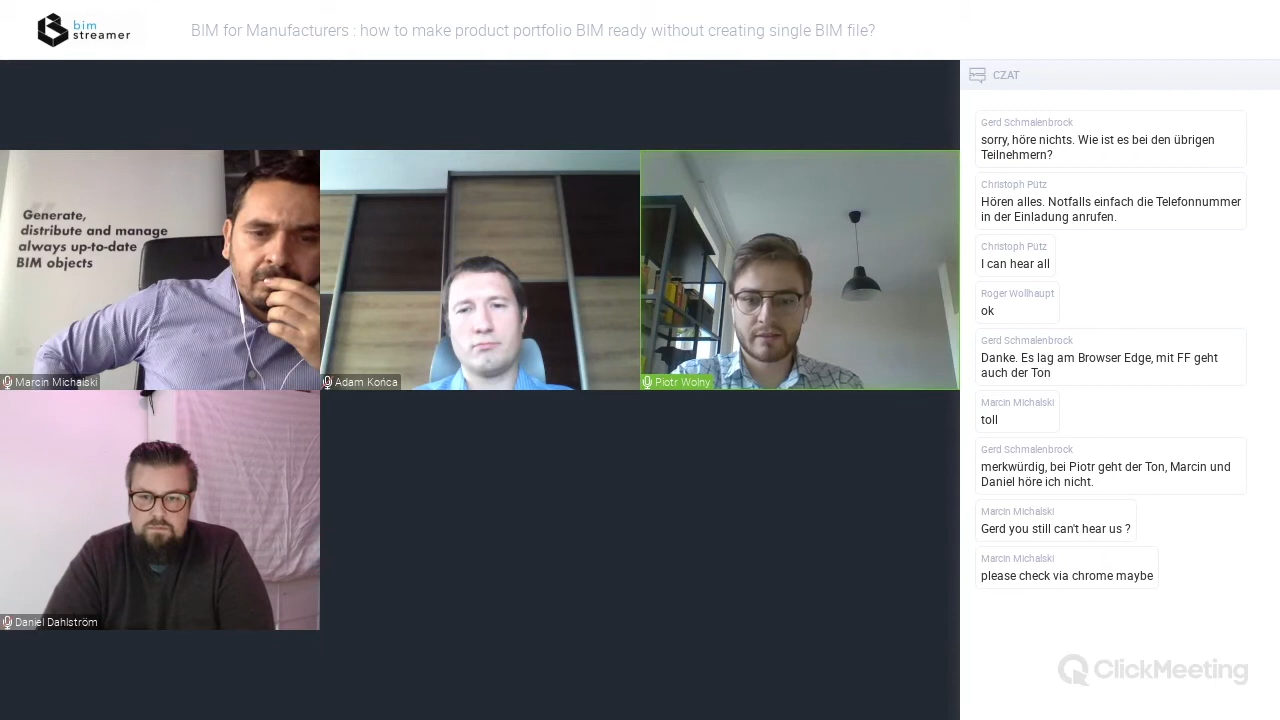 bim
streamer
BIM for Manufacturers : how to make product portfolio BIM ready without creating single BIM file?
Generate,
distribute and manage
always up-to-date
BIM objects
Marcin Michalski
Adam Końca
Piotr Wolny
Daniel Dahlström
CZAT
Gerd Schmalenbrock
sorry, höre nichts. Wie ist es bei den übrigen
Teilnehmern?
Christoph Pütz
Hören alles. Notfalls einfach die Telefonnummer
in der Einladung anrufen.
Christoph Pütz
I can hear all
Roger Wollhaupt
ok
Gerd Schmalenbrock
Danke. Es lag am Browser Edge, mit FF geht
auch der Ton
Marcin Michalski
toll
Gerd Schmalenbrock
merkwürdig, bei Piotr geht der Ton, Marcin und
Daniel höre ich nicht.
Marcin Michalski
Gerd you still can't hear us ?
Marcin Michalski
please check via chrome maybe
ClickMeeting